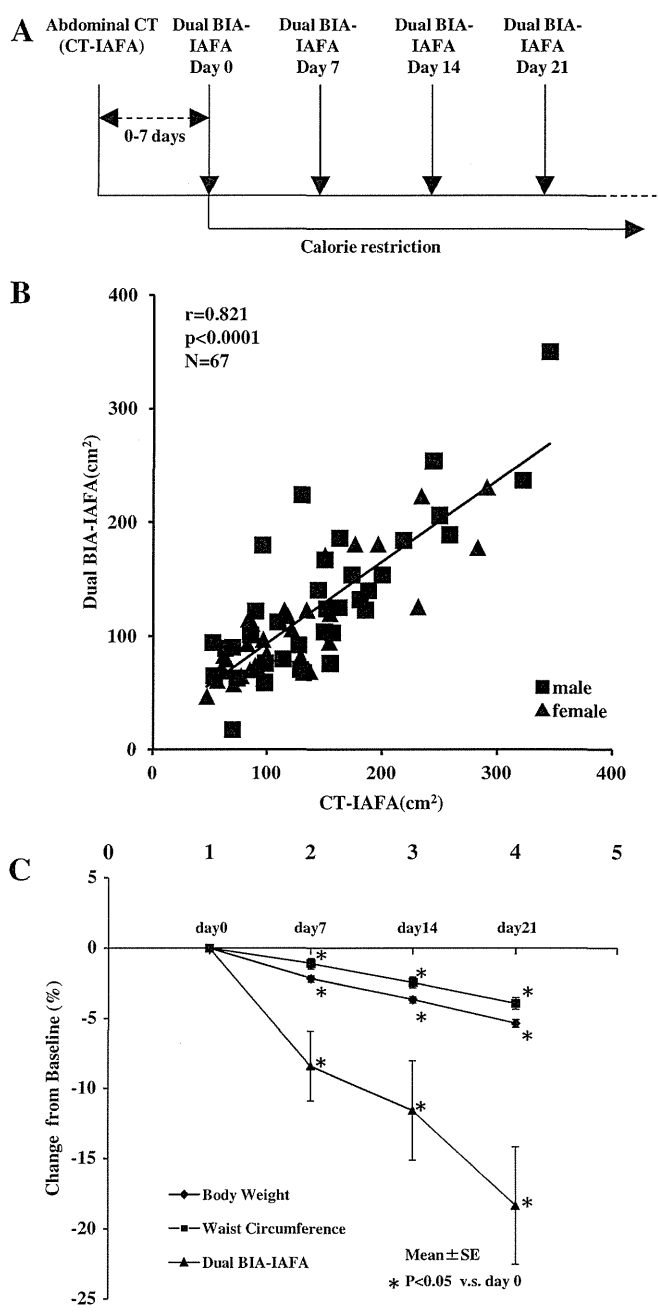 A
Abdominal CT
(CT-IAFA)
Dual BIA-
IAFA
Day 0
Dual BIA-
IAFA
Day 7
Dual BIA-
IAFA
Day 14
Dual BIA-
IAFA
Day 21
0-7 days
Calorie restriction
B
400
300
200
100
0
Dual BIA-IAFA(cm²)
r=0.821
p<0.0001
N=67
male
female
0 100 200 300 400
CT-IAFA(cm²)
C
0 1 2 3 4 5
5
0
-5
-10
-15
-20
-25
Change from Baseline (%)
day0 day7 day14 day21
*
*
*
*
*
*
*
*
*
Body Weight
Waist Circumference
Dual BIA-IAFA
Mean±SE
* P<0.05 v.s. day 0